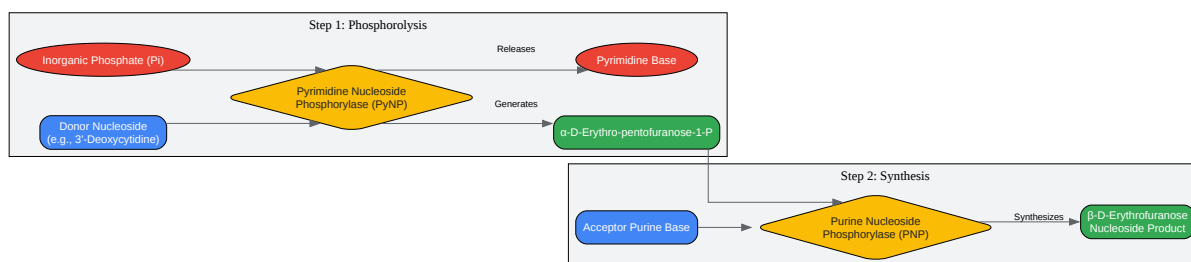 Step 1: Phosphorolysis
Inorganic Phosphate (Pi)
Releases
Pyrimidine Base
Pyrimidine Nucleoside
Phosphorylase (PyNP)
Generates
Donor Nucleoside
(e.g., 3'-Deoxycytidine)
α-D-Erythro-pentofuranose-1-P
Step 2: Synthesis
Acceptor Purine Base
Purine Nucleoside
Phosphorylase (PNP)
Synthesizes
β-D-Erythrofuranose
Nucleoside Product